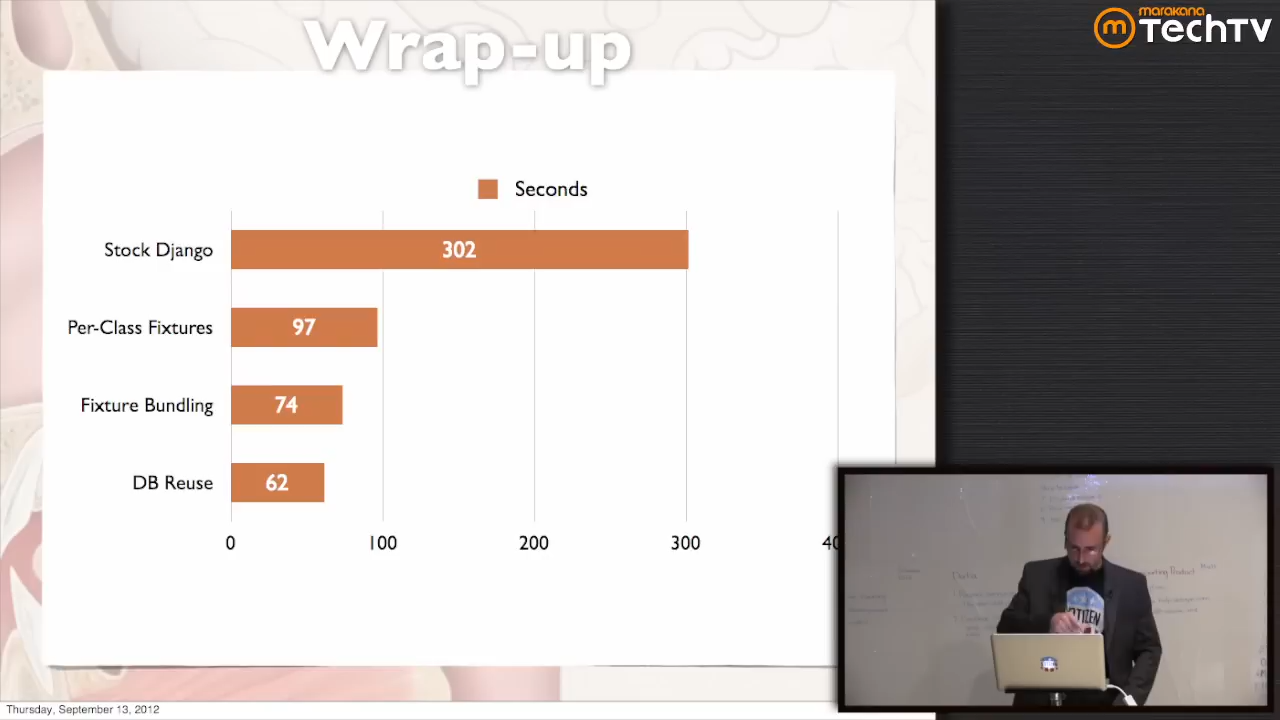 Wrap-up
marakana
m TechTV
Seconds
Stock Django
302
Per-Class Fixtures
97
Fixture Bundling
74
DB Reuse
62
0 100 200 300
Thursday, September 13, 2012